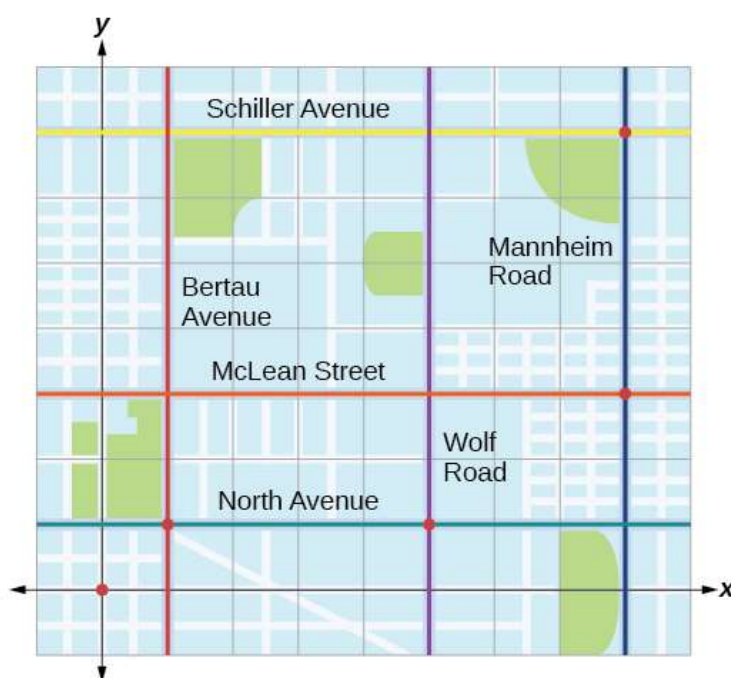 y
Schiller Avenue
Mannheim
Road
Bertau
Avenue
McLean Street
Wolf
Road
North Avenue
x